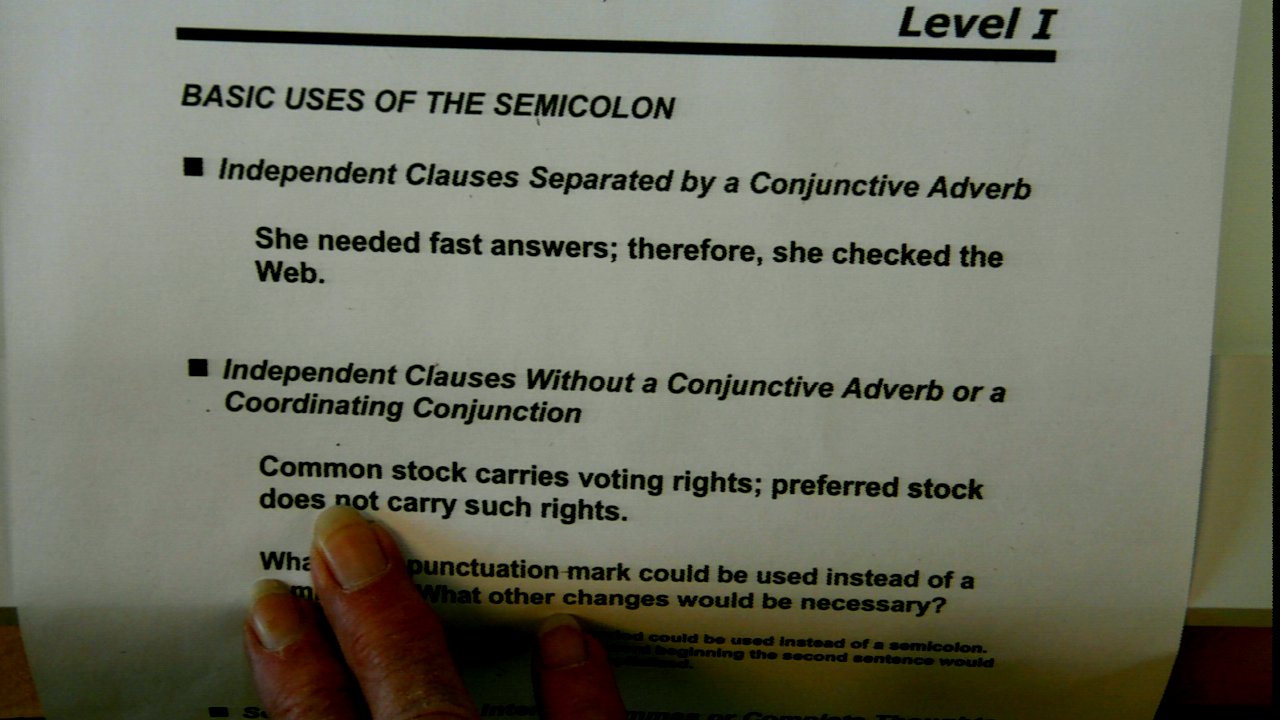 Level I
BASIC USES OF THE SEMICOLON
■ Independent Clauses Separated by a Conjunctive Adverb
She needed fast answers; therefore, she checked the
Web.
■ Independent Clauses Without a Conjunctive Adverb or a
Coordinating Conjunction
Common stock carries voting rights; preferred stock
does not carry such rights.
punctuation mark could be used instead of a
What other changes would be necessary?
could be used instead of a semicolon.
beginning the second sentence would
■ or Complete